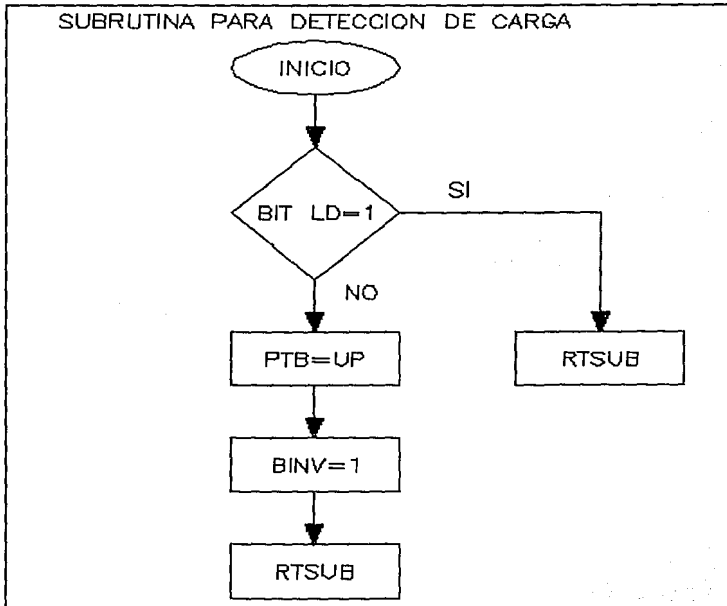 SUBRUTINA PARA DETECCION DE CARGA
INICIO
BIT LD=1
SI
NO
PTB=UP
RTSUB
BINV=1
RTSUB